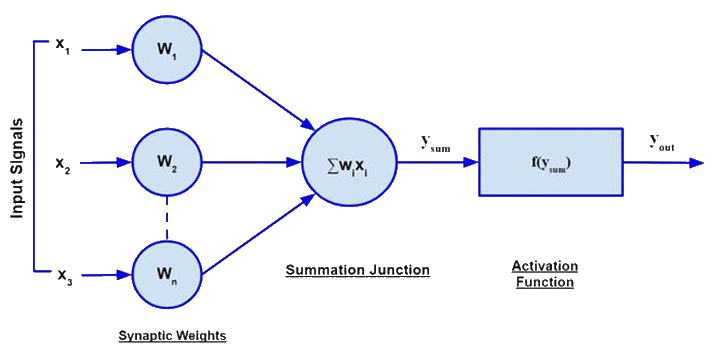 Input Signals
x1
W1
x2
W2
x3
Wn
Synaptic Weights
∑wixi
Summation Junction
ysum
f(ysum)
Activation
Function
yout